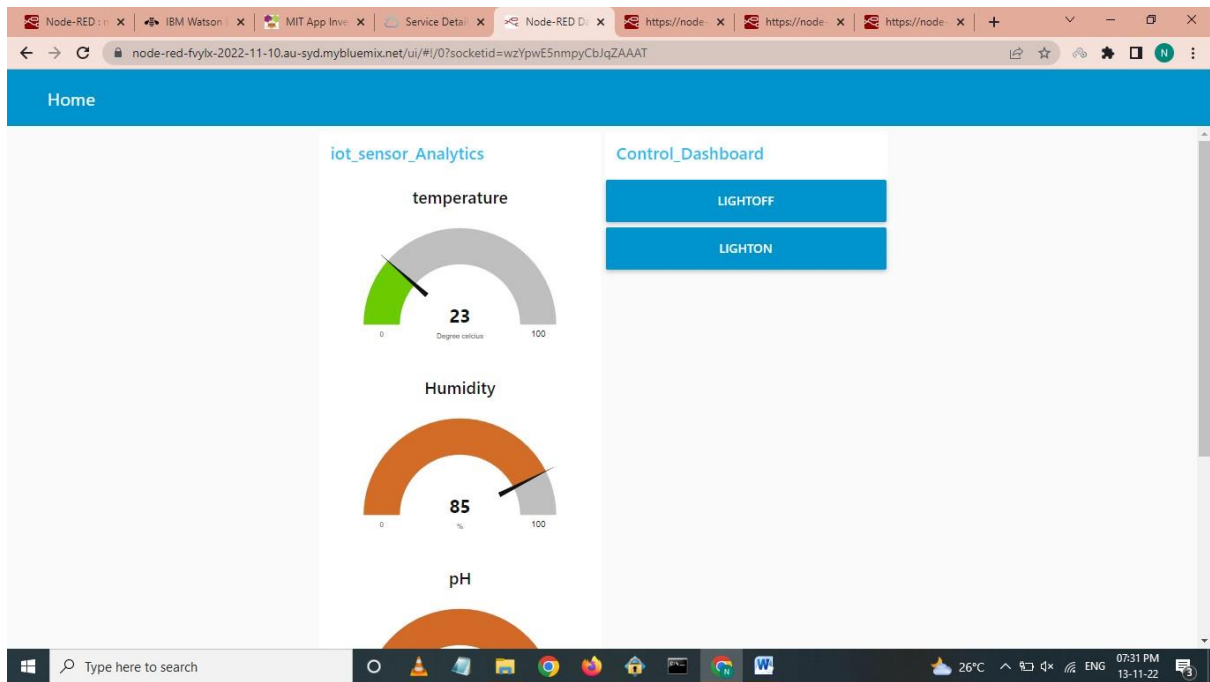 Node-RED : n
IBM Watson
MIT App Inve
Service Detail
Node-RED Da
https://node-
https://node-
https://node-
node-red-fvylx-2022-11-10.au-syd.mybluemix.net/ui/#!/0?socketid=wzYpwE5nmpyCbJqZAAAT
N
Home
iot_sensor_Analytics
Control_Dashboard
temperature
LIGHTOFF
LIGHTON
23
0
Degree celcius
100
Humidity
85
0
%
100
pH
Type here to search
26°C
ENG
07:31 PM
13-11-22
3